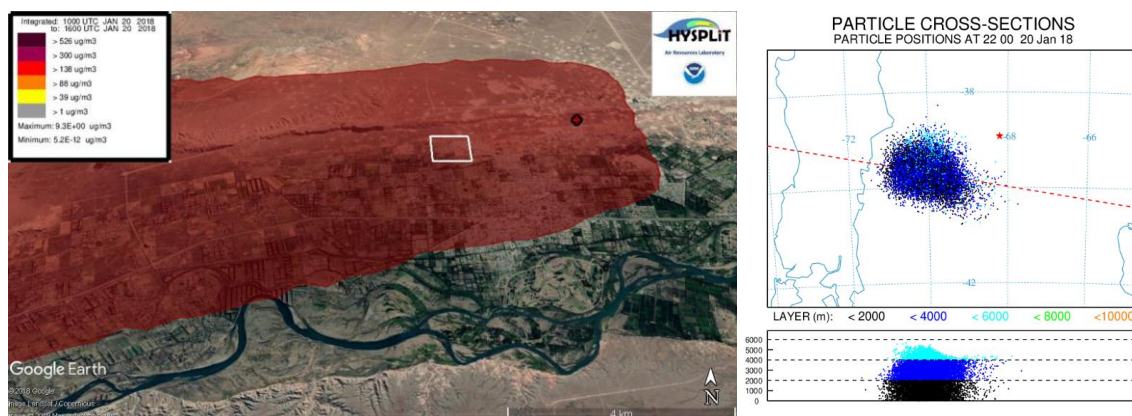 Integrated: 1000 UTC JAN 20 2018
to: 1600 UTC JAN 20 2018
> 526 ug/m3
> 300 ug/m3
> 138 ug/m3
> 88 ug/m3
> 39 ug/m3
> 1 ug/m3
Maximum: 9.3E+00 ug/m3
Minimum: 5.2E-12 ug/m3
HYSPLIT
Air Resources Laboratory
NOAA
Google Earth
© 2018 Google
Image Landsat / Copernicus
N
4 km
PARTICLE CROSS-SECTIONS
PARTICLE POSITIONS AT 22 00 20 Jan 18
-38
-72
-68
-66
-42
LAYER (m): < 2000 < 4000 < 6000 < 8000 <10000
6000
5000
4000
3000
2000
1000
0